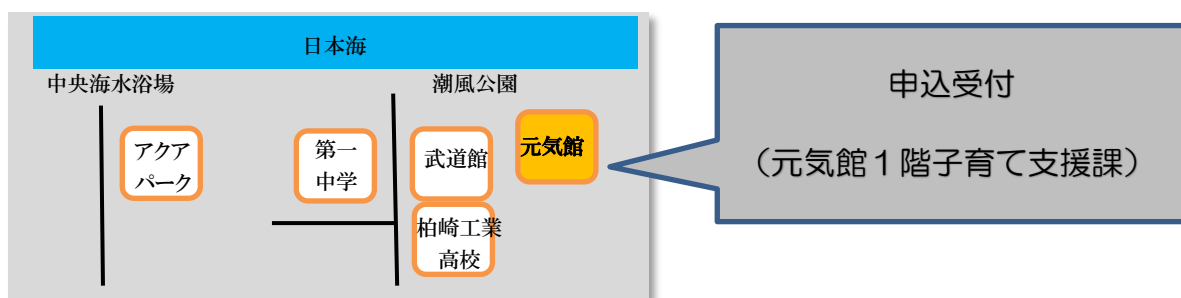 日本海
中央海水浴場
潮風公園
アクア
パーク
第一
中学
武道館
元気館
柏崎工業
高校
申込受付
（元気館１階子育て支援課）